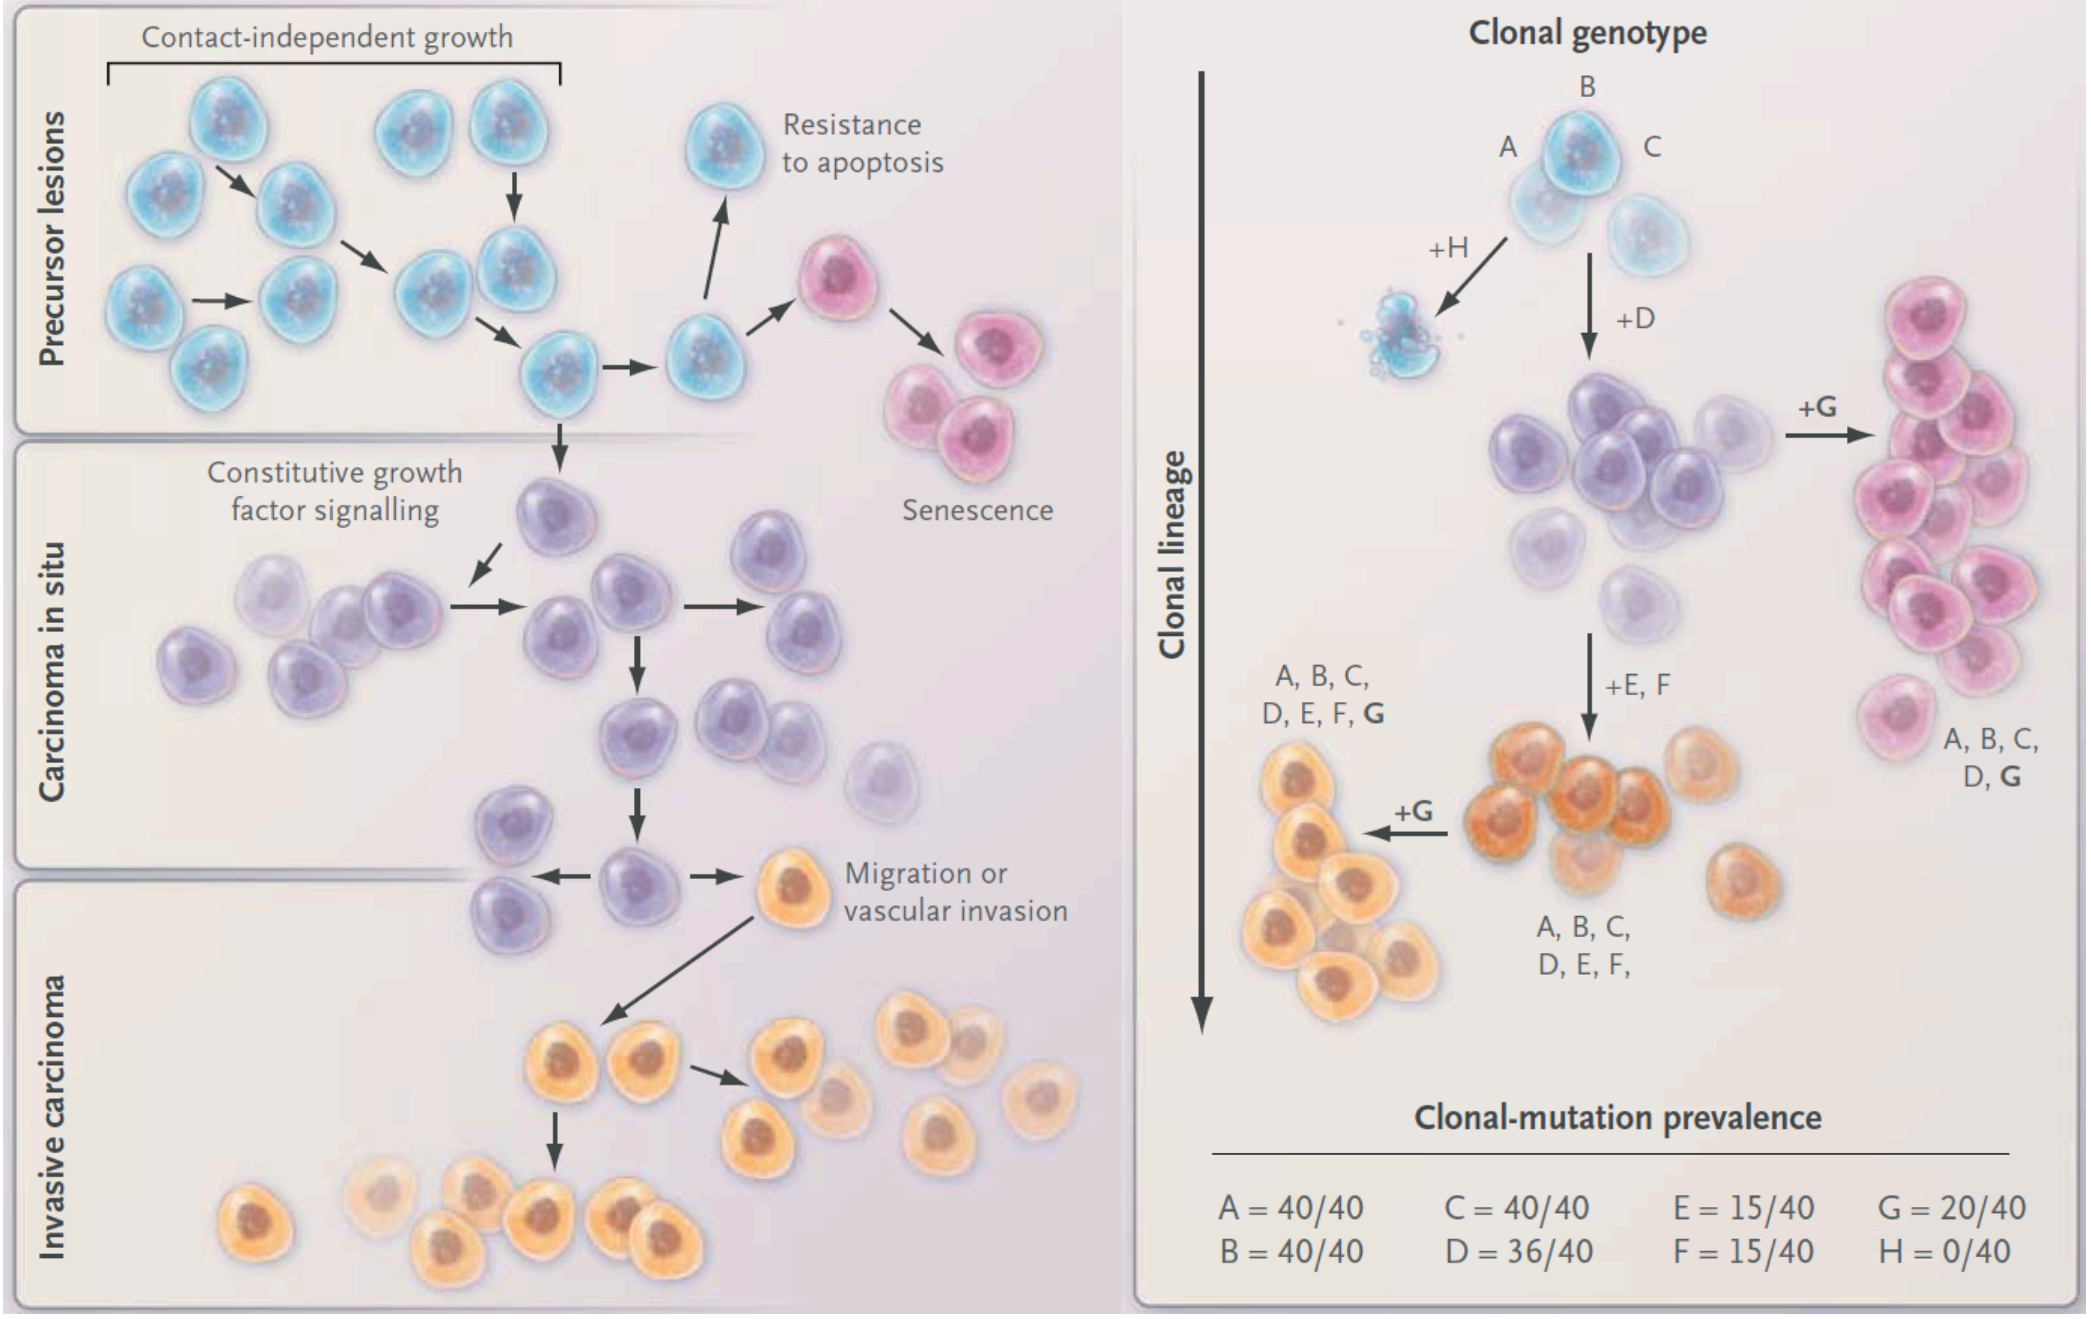 Contact-independent growth
Precursor lesions
Resistance
to apoptosis
Senescence
Constitutive growth
factor signalling
Carcinoma in situ
Migration or
vascular invasion
Invasive carcinoma
Clonal genotype
B
A
C
+H
+D
+G
Clonal lineage
+E, F
A, B, C,
D, G
A, B, C,
D, E, F, G
+G
A, B, C,
D, E, F,
Clonal-mutation prevalence
A = 40/40 C = 40/40 E = 15/40 G = 20/40
B = 40/40 D = 36/40 F = 15/40 H = 0/40